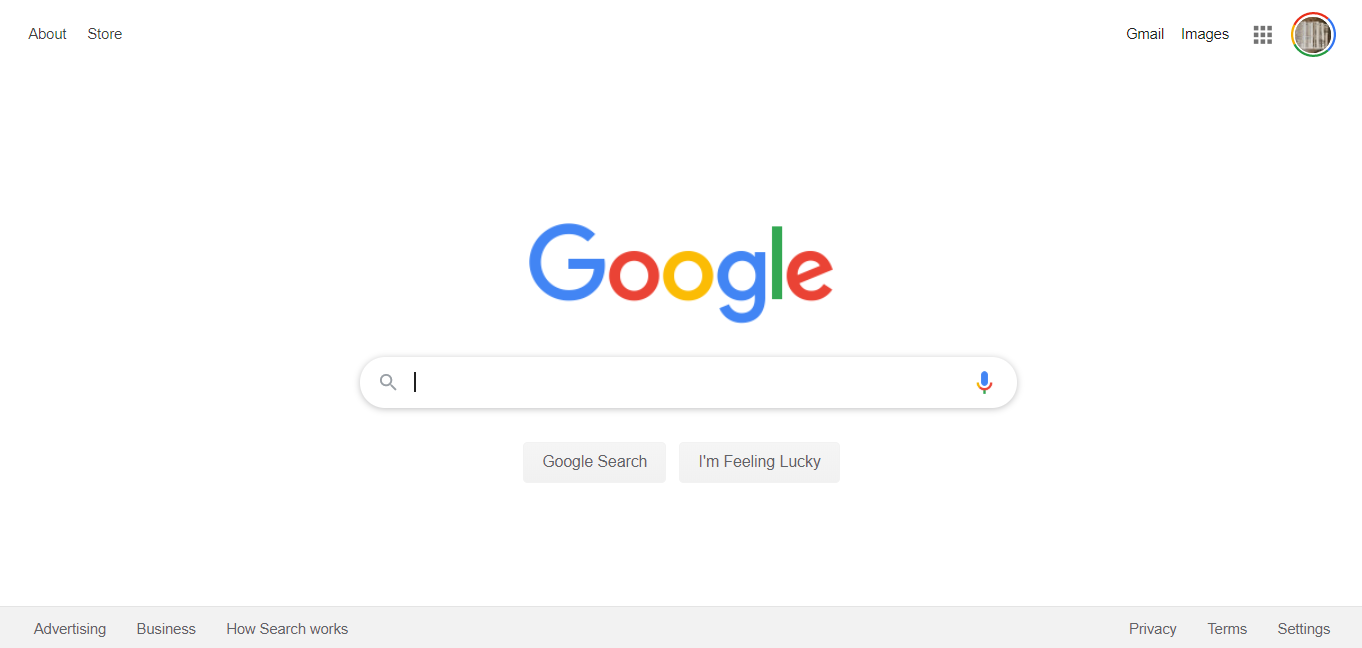 About Store Gmail Images
Google
Google Search I'm Feeling Lucky
Advertising Business How Search works Privacy Terms Settings